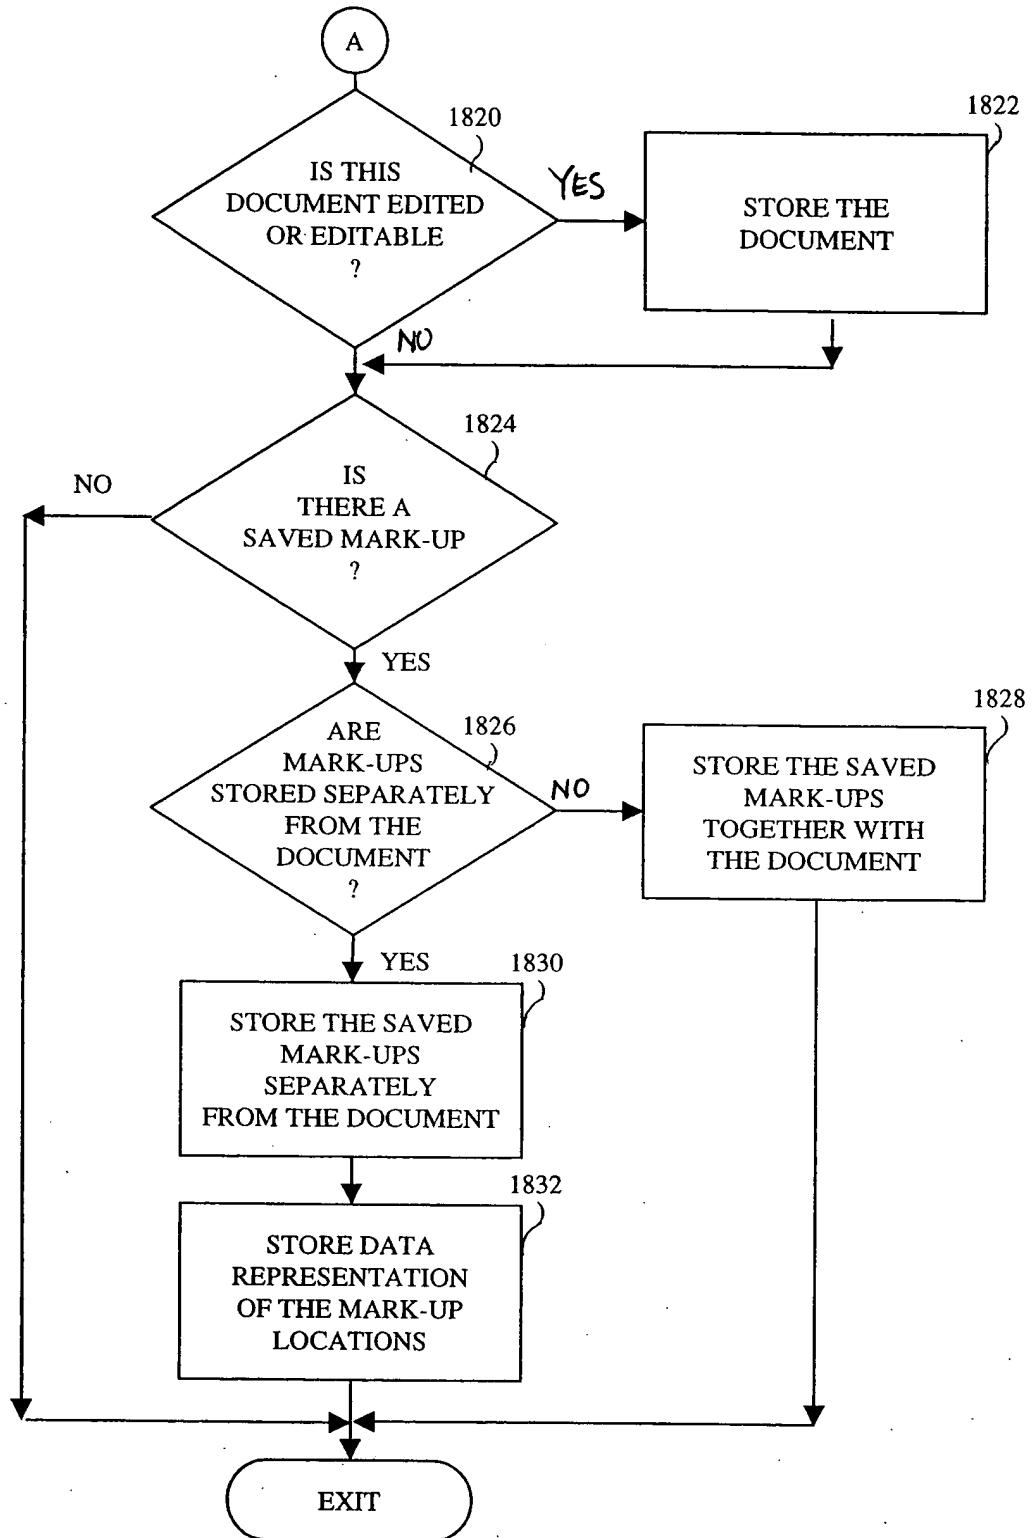 A
1820
IS THIS
DOCUMENT EDITED
OR EDITABLE
?
YES
1822
STORE THE
DOCUMENT
NO
1824
IS
THERE A
SAVED MARK-UP
?
NO
YES
1826
ARE
MARK-UPS
STORED SEPARATELY
FROM THE
DOCUMENT
?
NO
1828
STORE THE SAVED
MARK-UPS
TOGETHER WITH
THE DOCUMENT
YES
1830
STORE THE SAVED
MARK-UPS
SEPARATELY
FROM THE DOCUMENT
1832
STORE DATA
REPRESENTATION
OF THE MARK-UP
LOCATIONS
EXIT